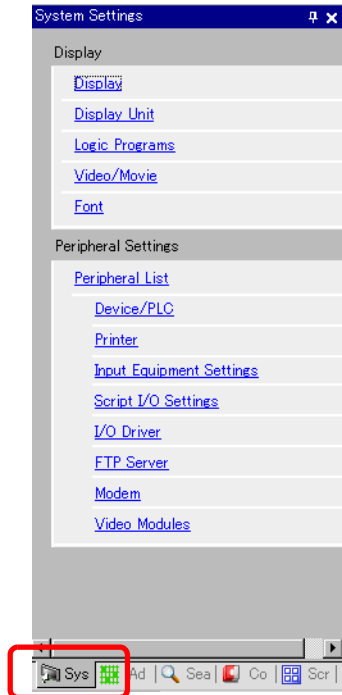 System Settings
Display
Display
Display Unit
Logic Programs
Video/Movie
Font
Peripheral Settings
Peripheral List
Device/PLC
Printer
Input Equipment Settings
Script I/O Settings
I/O Driver
FTP Server
Modem
Video Modules
Sys Ad Sea Co Scr